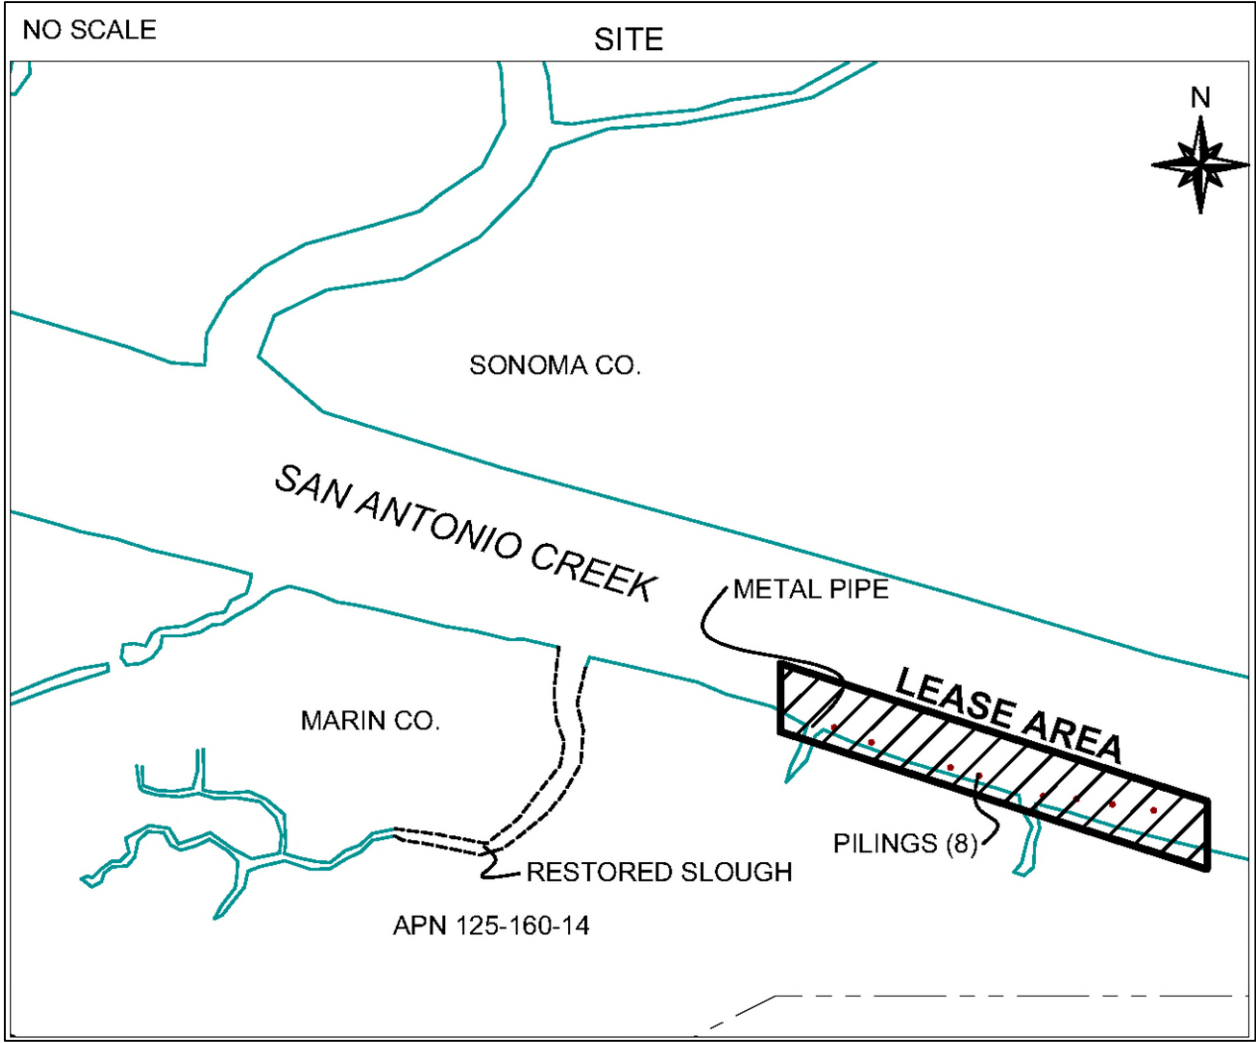 NO SCALE
SITE
N
SONOMA CO.
SAN ANTONIO CREEK
METAL PIPE
LEASE AREA
MARIN CO.
PILINGS (8)
RESTORED SLOUGH
APN 125-160-14